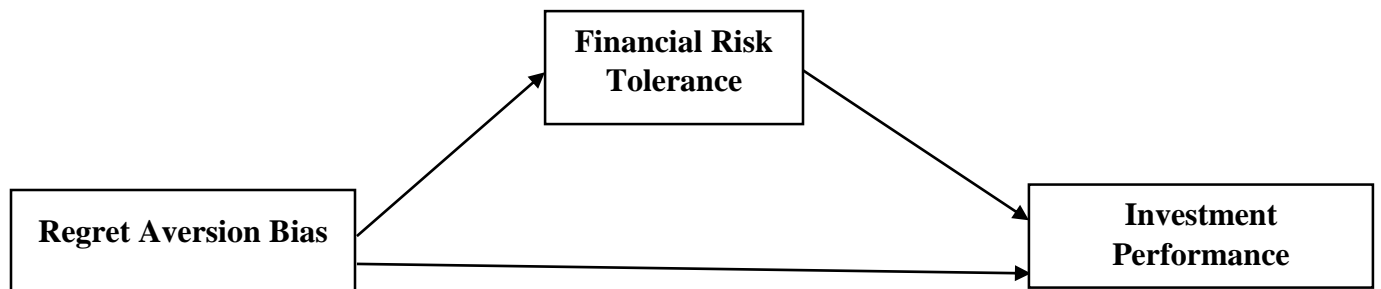 Financial Risk
Tolerance
Regret Aversion Bias
Investment
Performance